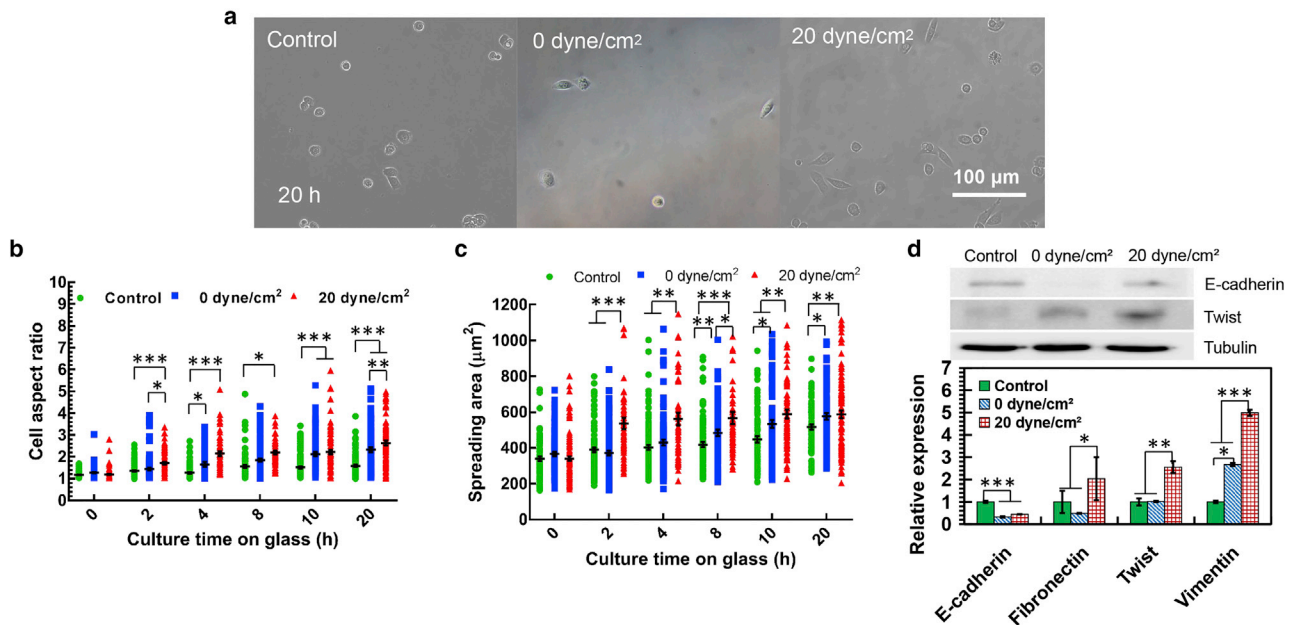 a
Control
0 dyne/cm²
20 dyne/cm²
20 h
100 µm
b
Control 0 dyne/cm² 20 dyne/cm²
Cell aspect ratio
10
9
8
7
6
5
4
3
2
1
0
***
*
***
*
*
***
***
**
0 2 4 8 10 20
Culture time on glass (h)
c
Control 0 dyne/cm² 20 dyne/cm²
Spreading area (µm²)
1200
1000
800
600
400
200
0
***
**
***
** *
**
*
**
*
0 2 4 8 10 20
Culture time on glass (h)
d
Control 0 dyne/cm² 20 dyne/cm²
E-cadherin
Twist
Tubulin
Relative expression
7
6
5
4
3
2
1
0
Control
0 dyne/cm²
20 dyne/cm²
***
*
**
***
*
E-cadherin
Fibronectin
Twist
Vimentin